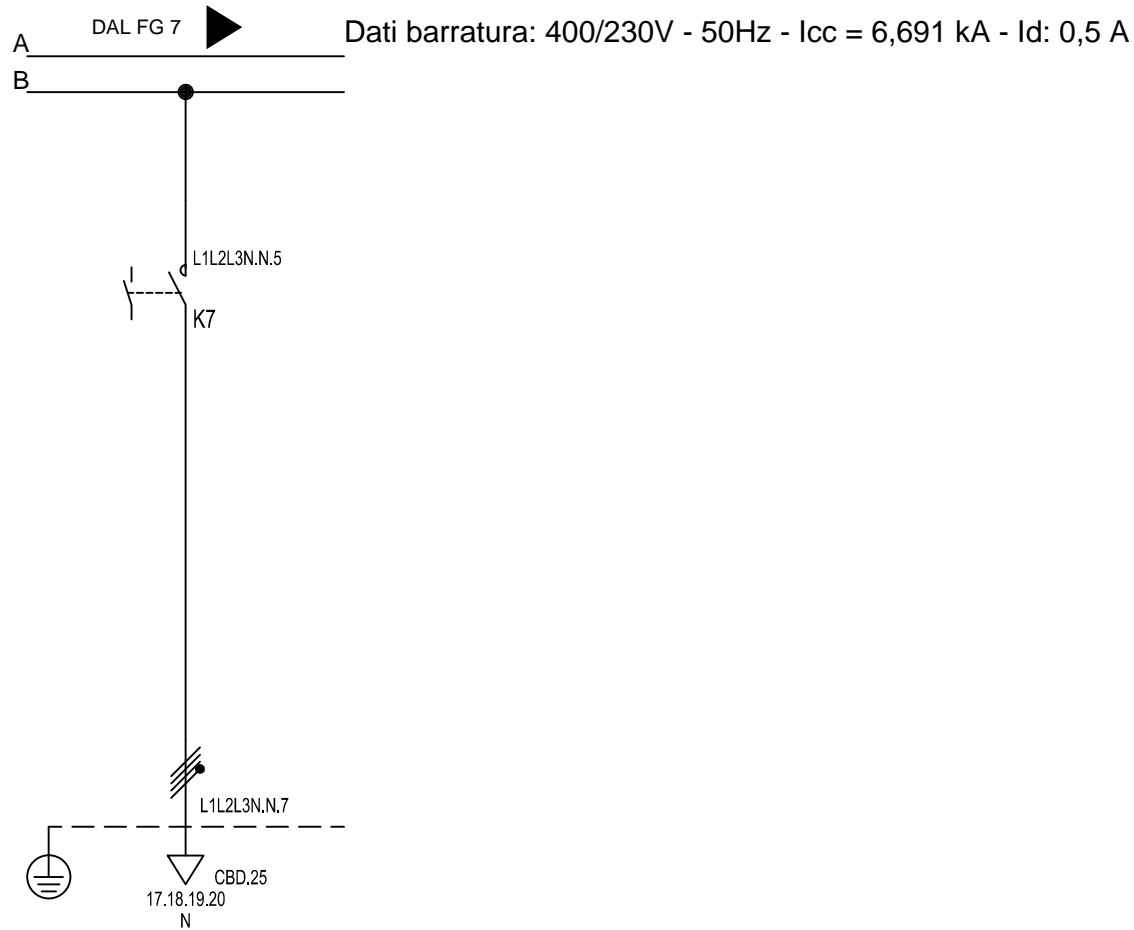 DAL FG 7
Dati barratura: 400/230V - 50Hz - Icc = 6,691 kA - Id: 0,5 A
A
B
L1L2L3N.N.5
K7
L1L2L3N.N.7
CBD.25
17.18.19.20
N